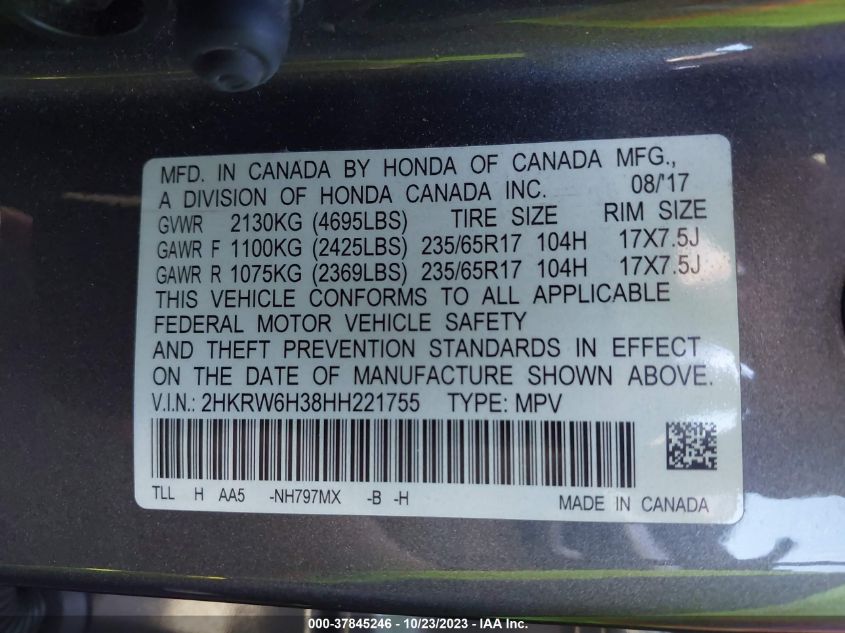 MFD. IN CANADA BY HONDA OF CANADA MFG.,
A DIVISION OF HONDA CANADA INC. 08/'17
GVWR 2130KG (4695LBS) TIRE SIZE RIM SIZE
GAWR F 1100KG (2425LBS) 235/65R17 104H 17X7.5J
GAWR R 1075KG (2369LBS) 235/65R17 104H 17X7.5J
THIS VEHICLE CONFORMS TO ALL APPLICABLE
FEDERAL MOTOR VEHICLE SAFETY
AND THEFT PREVENTION STANDARDS IN EFFECT
ON THE DATE OF MANUFACTURE SHOWN ABOVE.
V.I.N.: 2HKRW6H38HH221755 TYPE: MPV
TLL H AA5 -NH797MX -B -H MADE IN CANADA
000-37845246 - 10/23/2023 - IAA Inc.